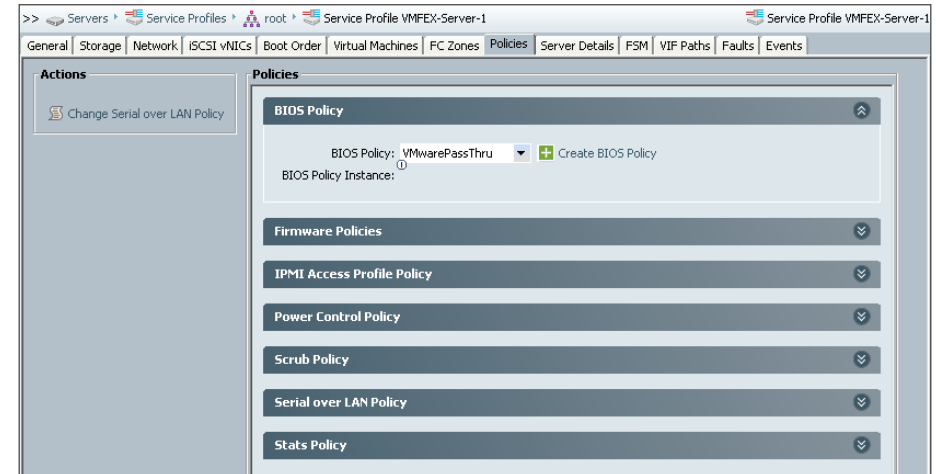 >> Servers Service Profiles root Service Profile VMFEX-Server-1 Service Profile VMFEX-Server-1
General Storage Network iSCSI vNICs Boot Order Virtual Machines FC Zones Policies Server Details FSM VIF Paths Faults Events
Actions
Change Serial over LAN Policy
Policies
BIOS Policy
BIOS Policy: VMwarePassThru Create BIOS Policy
BIOS Policy Instance:
Firmware Policies
IPMI Access Profile Policy
Power Control Policy
Scrub Policy
Serial over LAN Policy
Stats Policy